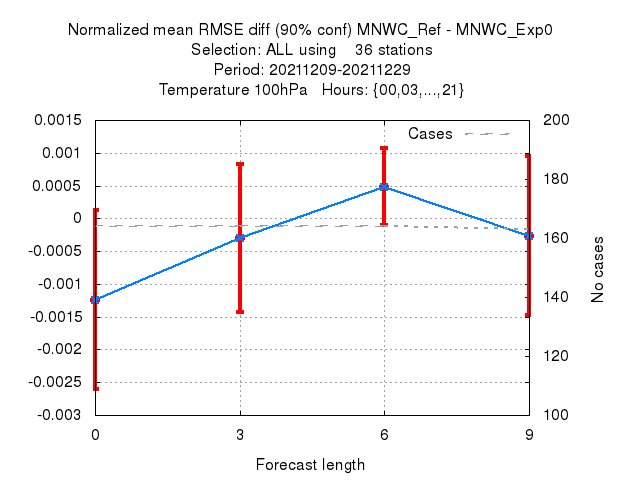 Normalized mean RMSE diff (90% conf) MNWC_Ref - MNWC_Exp0
Selection: ALL using    36 stations
Period: 20211209-20211229
Temperature 100hPa   Hours: {00,03,...,21}
Cases
0.0015
0.001
0.0005
0
-0.0005
-0.001
-0.0015
-0.002
-0.0025
-0.003
200
180
160
140
120
100
No cases
0
3
6
9
Forecast length